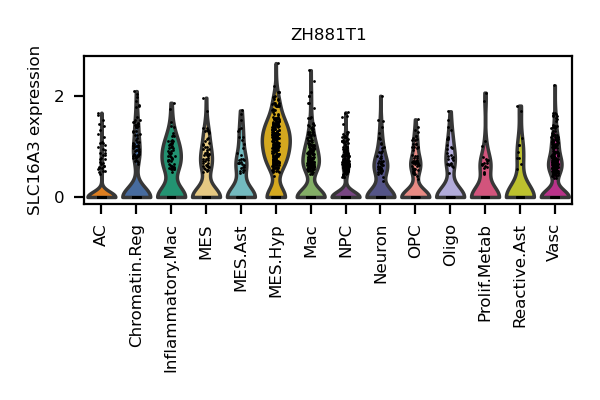 ZH881T1
SLC16A3 expression
2
0
AC
Chromatin.Reg
Inflammatory.Mac
MES
MES.Ast
MES.Hyp
Mac
NPC
Neuron
OPC
Oligo
Prolif.Metab
Reactive.Ast
Vasc